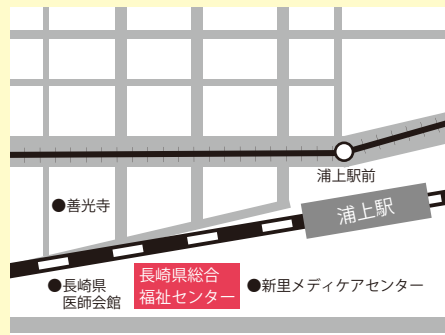 浦上駅前
●善光寺
浦上駅
●長崎県
医師会館
長崎県総合
福祉センター
●新里メディケアセンター